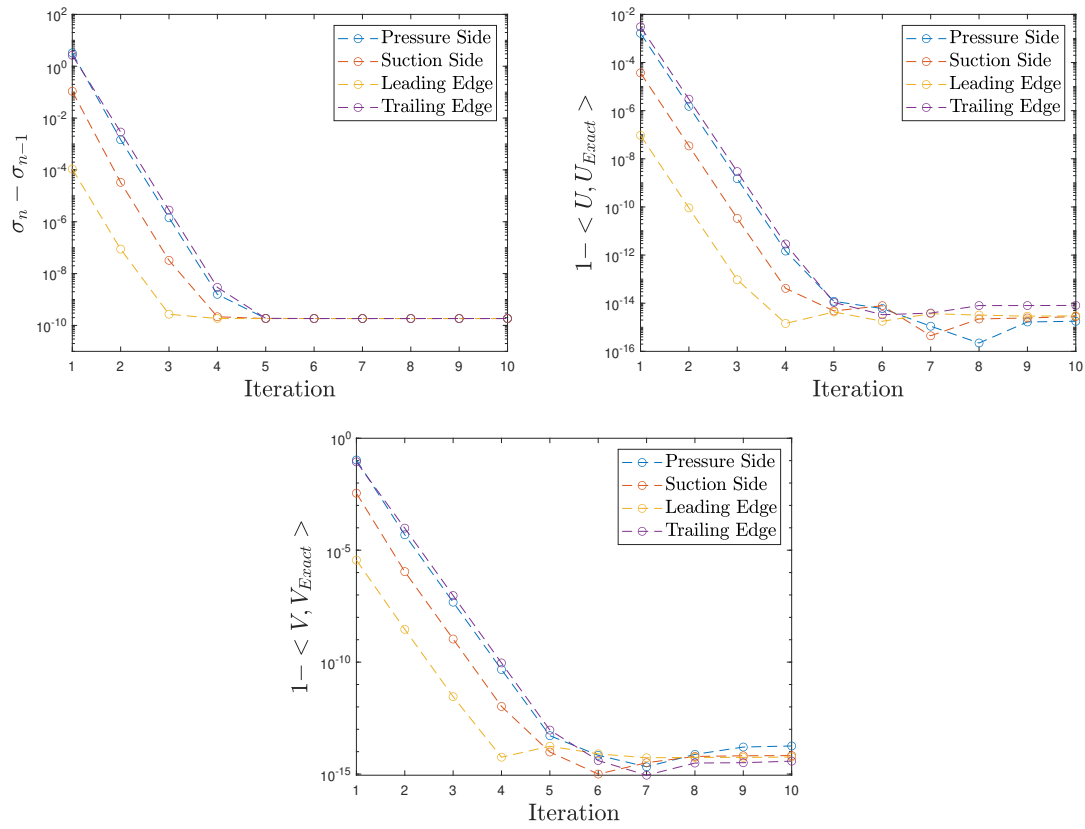 10^2
10^0
10^-2
10^-4
10^-6
10^-8
10^-10
σ_n − σ_{n−1}
1 2 3 4 5 6 7 8 9 10
Iteration
Pressure Side
Suction Side
Leading Edge
Trailing Edge
10^-2
10^-4
10^-6
10^-8
10^-10
10^-12
10^-14
10^-16
1− < U, U_{Exact} >
1 2 3 4 5 6 7 8 9 10
Iteration
Pressure Side
Suction Side
Leading Edge
Trailing Edge
10^0
10^-5
10^-10
10^-15
1− < V, V_{Exact} >
1 2 3 4 5 6 7 8 9 10
Iteration
Pressure Side
Suction Side
Leading Edge
Trailing Edge